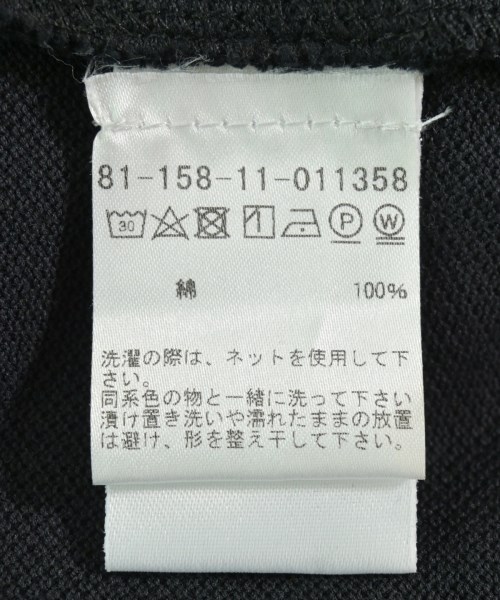 81-158-11-011358
30 P W
綿 100%
洗濯の際は、ネットを使用して下
さい。
同系色の物と一緒に洗って下さい
漬け置き洗いや濡れたままの放置
は避け、形を整え干して下さい。